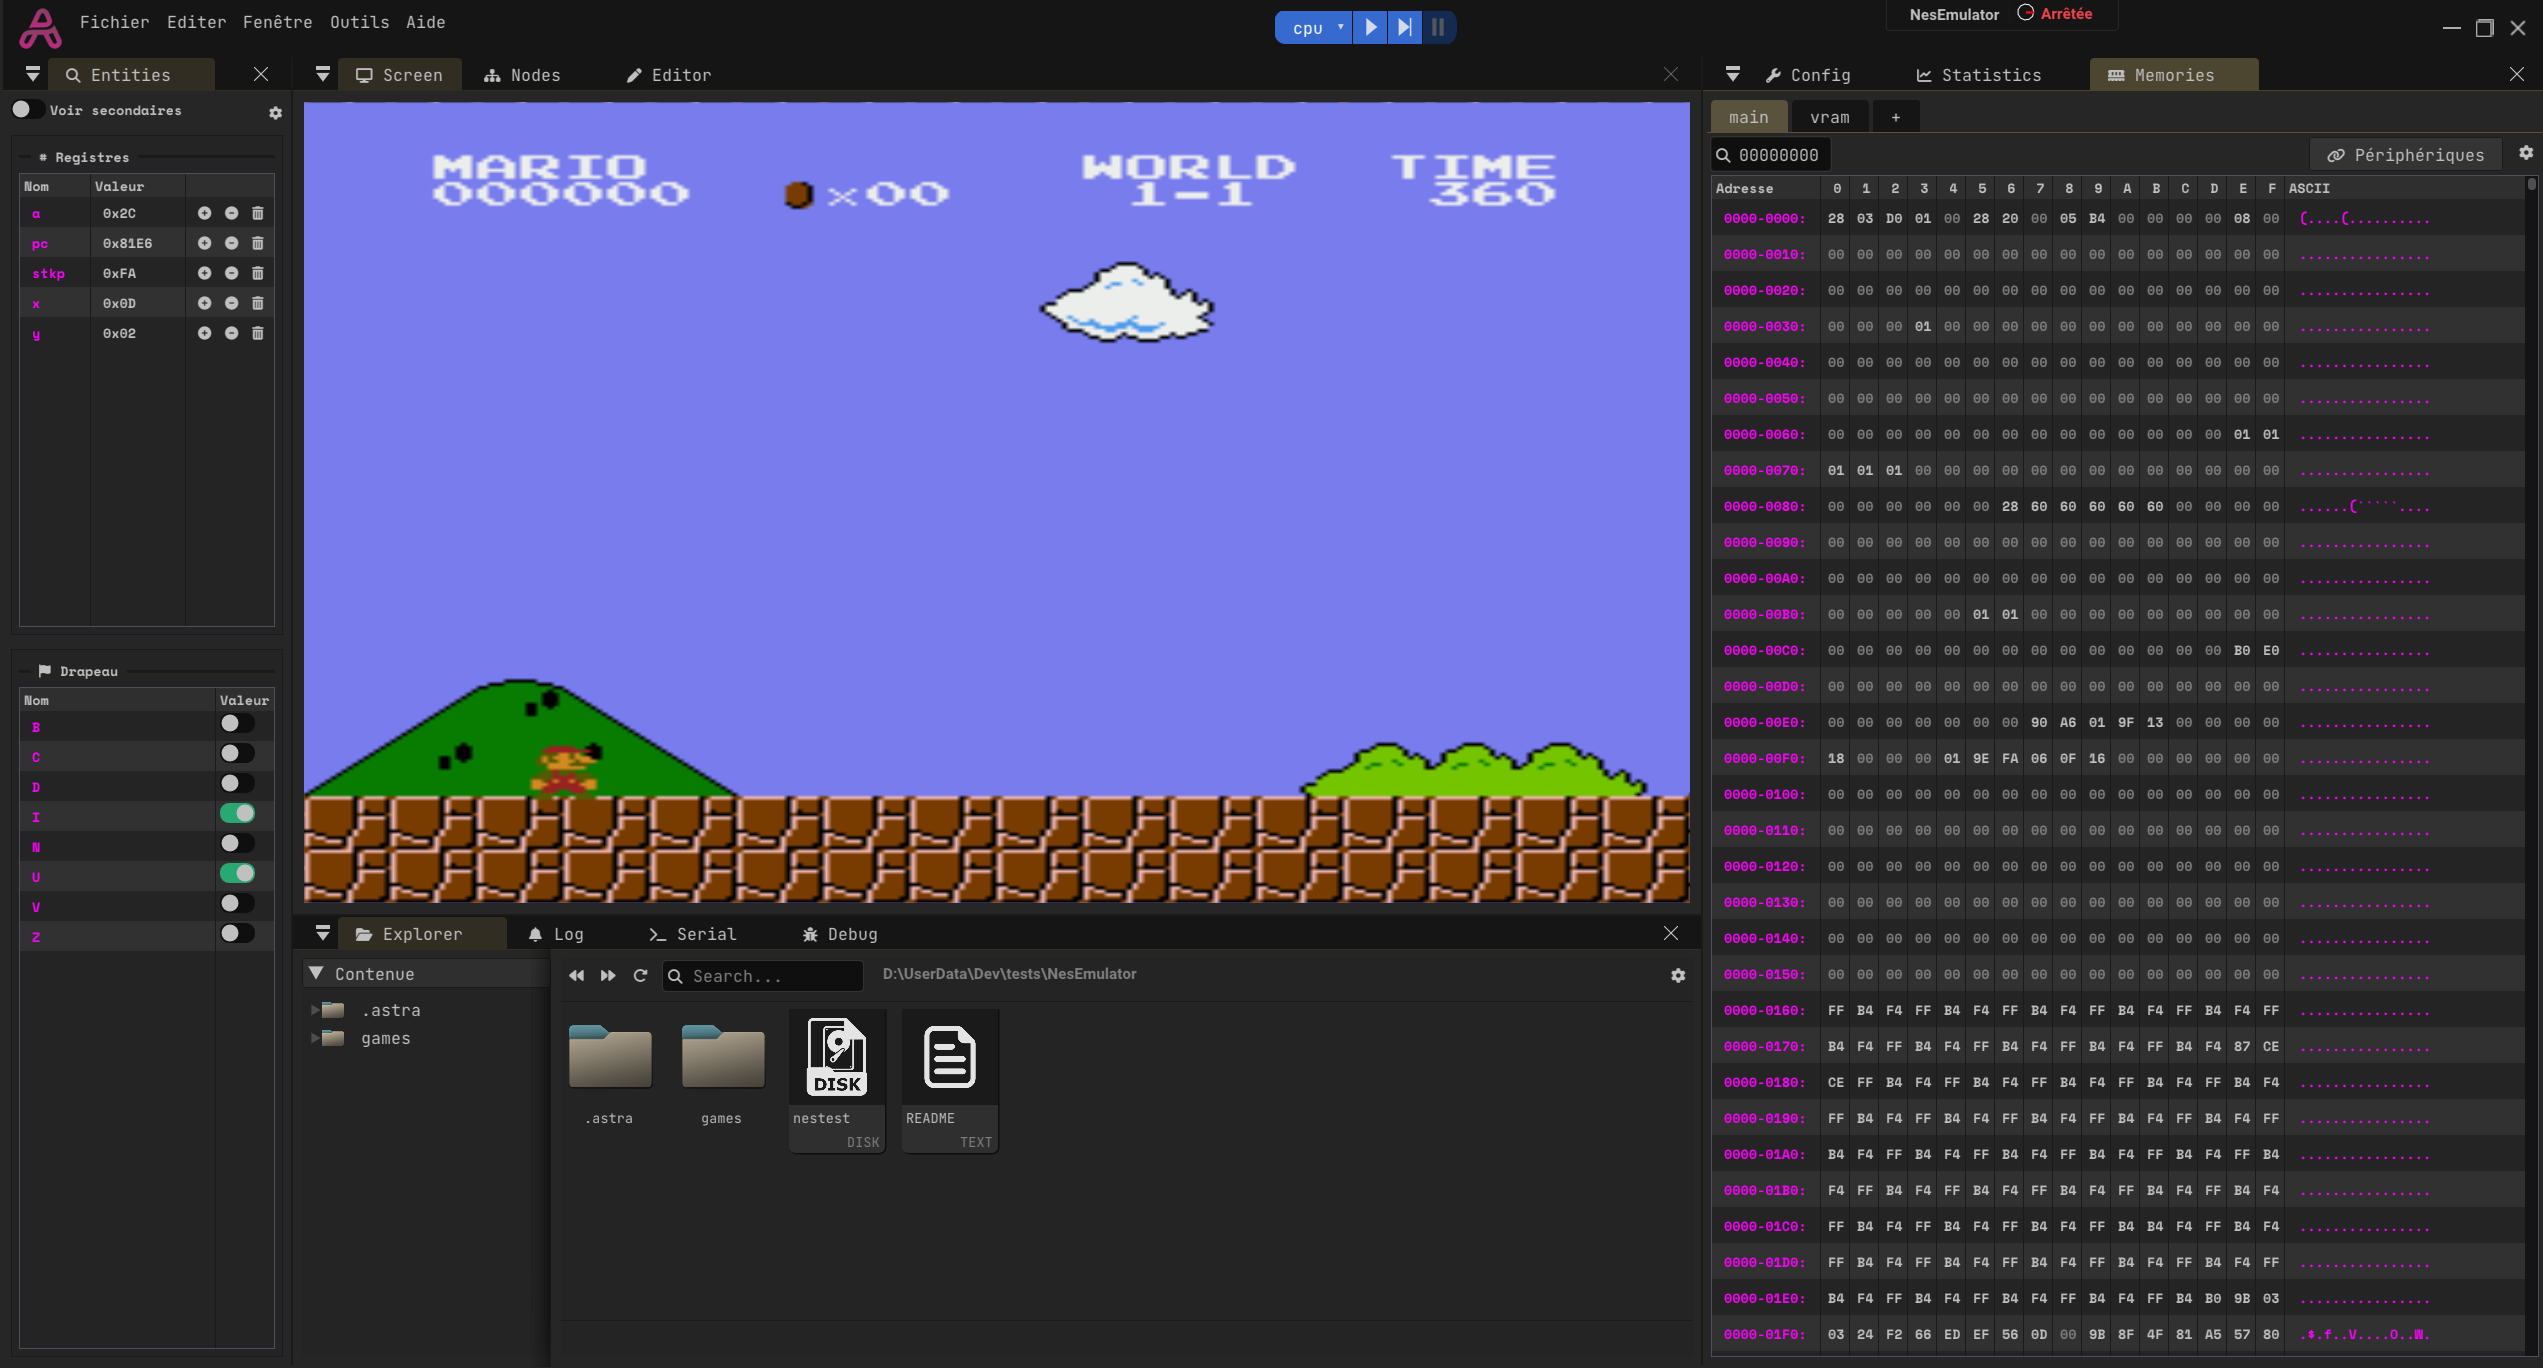 Fichier Editer Fenêtre Outils Aide
cpu
NesEmulator Arrêtée
Entities
Voir secondaires
# Registres
Nom Valeur
a 0x2C
pc 0x81E6
stkp 0xFA
x 0x0D
y 0x02
Drapeau
Nom Valeur
B
C
D
I
N
U
V
Z
Screen Nodes Editor
MARIO WORLD TIME
000000 ×00 1-1 360
Explorer Log Serial Debug
Contenue
.astra
games
Search... D:\UserData\Dev\tests\NesEmulator
DISK
.astra games nestest README
DISK TEXT
Config Statistics Memories
main vram +
00000000 Périphériques
Adresse 0 1 2 3 4 5 6 7 8 9 A B C D E F ASCII
0000-0000: 28 03 D0 01 00 28 20 00 05 B4 00 00 00 00 08 00 (....(..........
0000-0010: 00 00 00 00 00 00 00 00 00 00 00 00 00 00 00 00 ................
0000-0020: 00 00 00 00 00 00 00 00 00 00 00 00 00 00 00 00 ................
0000-0030: 00 00 00 01 00 00 00 00 00 00 00 00 00 00 00 00 ................
0000-0040: 00 00 00 00 00 00 00 00 00 00 00 00 00 00 00 00 ................
0000-0050: 00 00 00 00 00 00 00 00 00 00 00 00 00 00 00 00 ................
0000-0060: 00 00 00 00 00 00 00 00 00 00 00 00 00 00 01 01 ................
0000-0070: 01 01 01 00 00 00 00 00 00 00 00 00 00 00 00 00 ................
0000-0080: 00 00 00 00 00 00 28 60 60 60 60 60 00 00 00 00 ......(`````....
0000-0090: 00 00 00 00 00 00 00 00 00 00 00 00 00 00 00 00 ................
0000-00A0: 00 00 00 00 00 00 00 00 00 00 00 00 00 00 00 00 ................
0000-00B0: 00 00 00 00 00 01 01 00 00 00 00 00 00 00 00 00 ................
0000-00C0: 00 00 00 00 00 00 00 00 00 00 00 00 00 00 B0 E0 ................
0000-00D0: 00 00 00 00 00 00 00 00 00 00 00 00 00 00 00 00 ................
0000-00E0: 00 00 00 00 00 00 00 90 A6 01 9F 13 00 00 00 00 ................
0000-00F0: 18 00 00 00 01 9E FA 06 0F 16 00 00 00 00 00 00 ................
0000-0100: 00 00 00 00 00 00 00 00 00 00 00 00 00 00 00 00 ................
0000-0110: 00 00 00 00 00 00 00 00 00 00 00 00 00 00 00 00 ................
0000-0120: 00 00 00 00 00 00 00 00 00 00 00 00 00 00 00 00 ................
0000-0130: 00 00 00 00 00 00 00 00 00 00 00 00 00 00 00 00 ................
0000-0140: 00 00 00 00 00 00 00 00 00 00 00 00 00 00 00 00 ................
0000-0150: 00 00 00 00 00 00 00 00 00 00 00 00 00 00 00 00 ................
0000-0160: FF B4 F4 FF B4 F4 FF B4 F4 FF B4 F4 FF B4 F4 FF ................
0000-0170: B4 F4 FF B4 F4 FF B4 F4 FF B4 F4 FF B4 F4 87 CE ................
0000-0180: CE FF B4 F4 FF B4 F4 FF B4 F4 FF B4 F4 FF B4 F4 ................
0000-0190: FF B4 F4 FF B4 F4 FF B4 F4 FF B4 F4 FF B4 F4 FF ................
0000-01A0: B4 F4 FF B4 F4 FF B4 F4 FF B4 F4 FF B4 F4 FF B4 ................
0000-01B0: F4 FF B4 F4 FF B4 F4 FF B4 F4 FF B4 F4 FF B4 F4 ................
0000-01C0: FF B4 F4 FF B4 F4 FF B4 F4 FF B4 B4 F4 FF B4 F4 ................
0000-01D0: FF B4 F4 FF B4 F4 FF B4 F4 FF B4 F4 FF B4 F4 FF ................
0000-01E0: B4 F4 FF B4 F4 FF B4 F4 FF B4 F4 FF B4 B0 9B 03 ................
0000-01F0: 03 24 F2 66 ED EF 56 0D 00 9B 8F 4F 81 A5 57 80 .$.f..V....O..W.